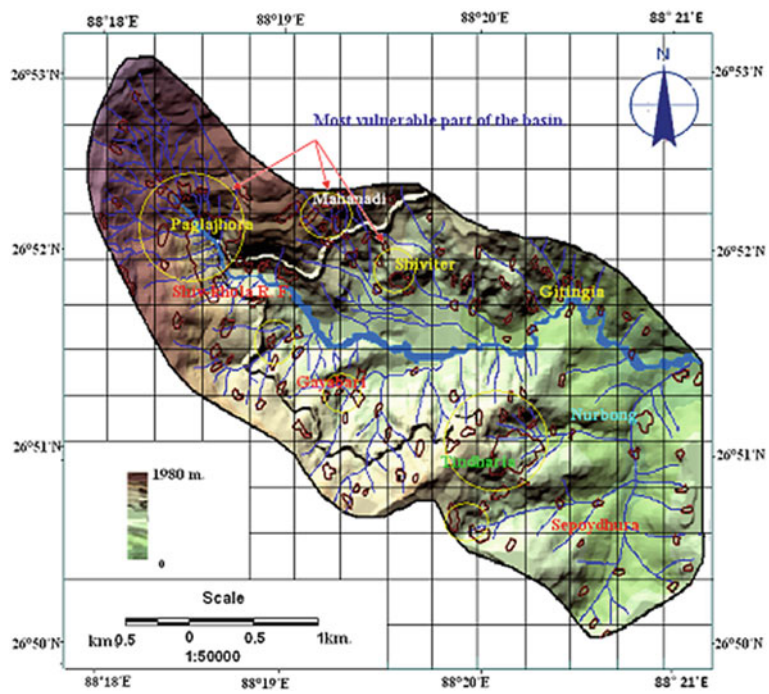 88°18'E 88°19'E 88°20'E 88° 21'E
26°53'N 26°53'N
N
Most vulnerable part of the basin
Mahanadi
Paglajhora
26°52'N 26°52'N
Shiviter
Gitingia
Gayabari
26°51'N 26°51'N
Nurbong
Tindharia
1980 m.
Sepoydhura
0
Scale
26°50'N 26°50'N
km 0.5 0 0.5 1km.
1:50000
88°18'E 88°19'E 88°20'E 88° 21'E